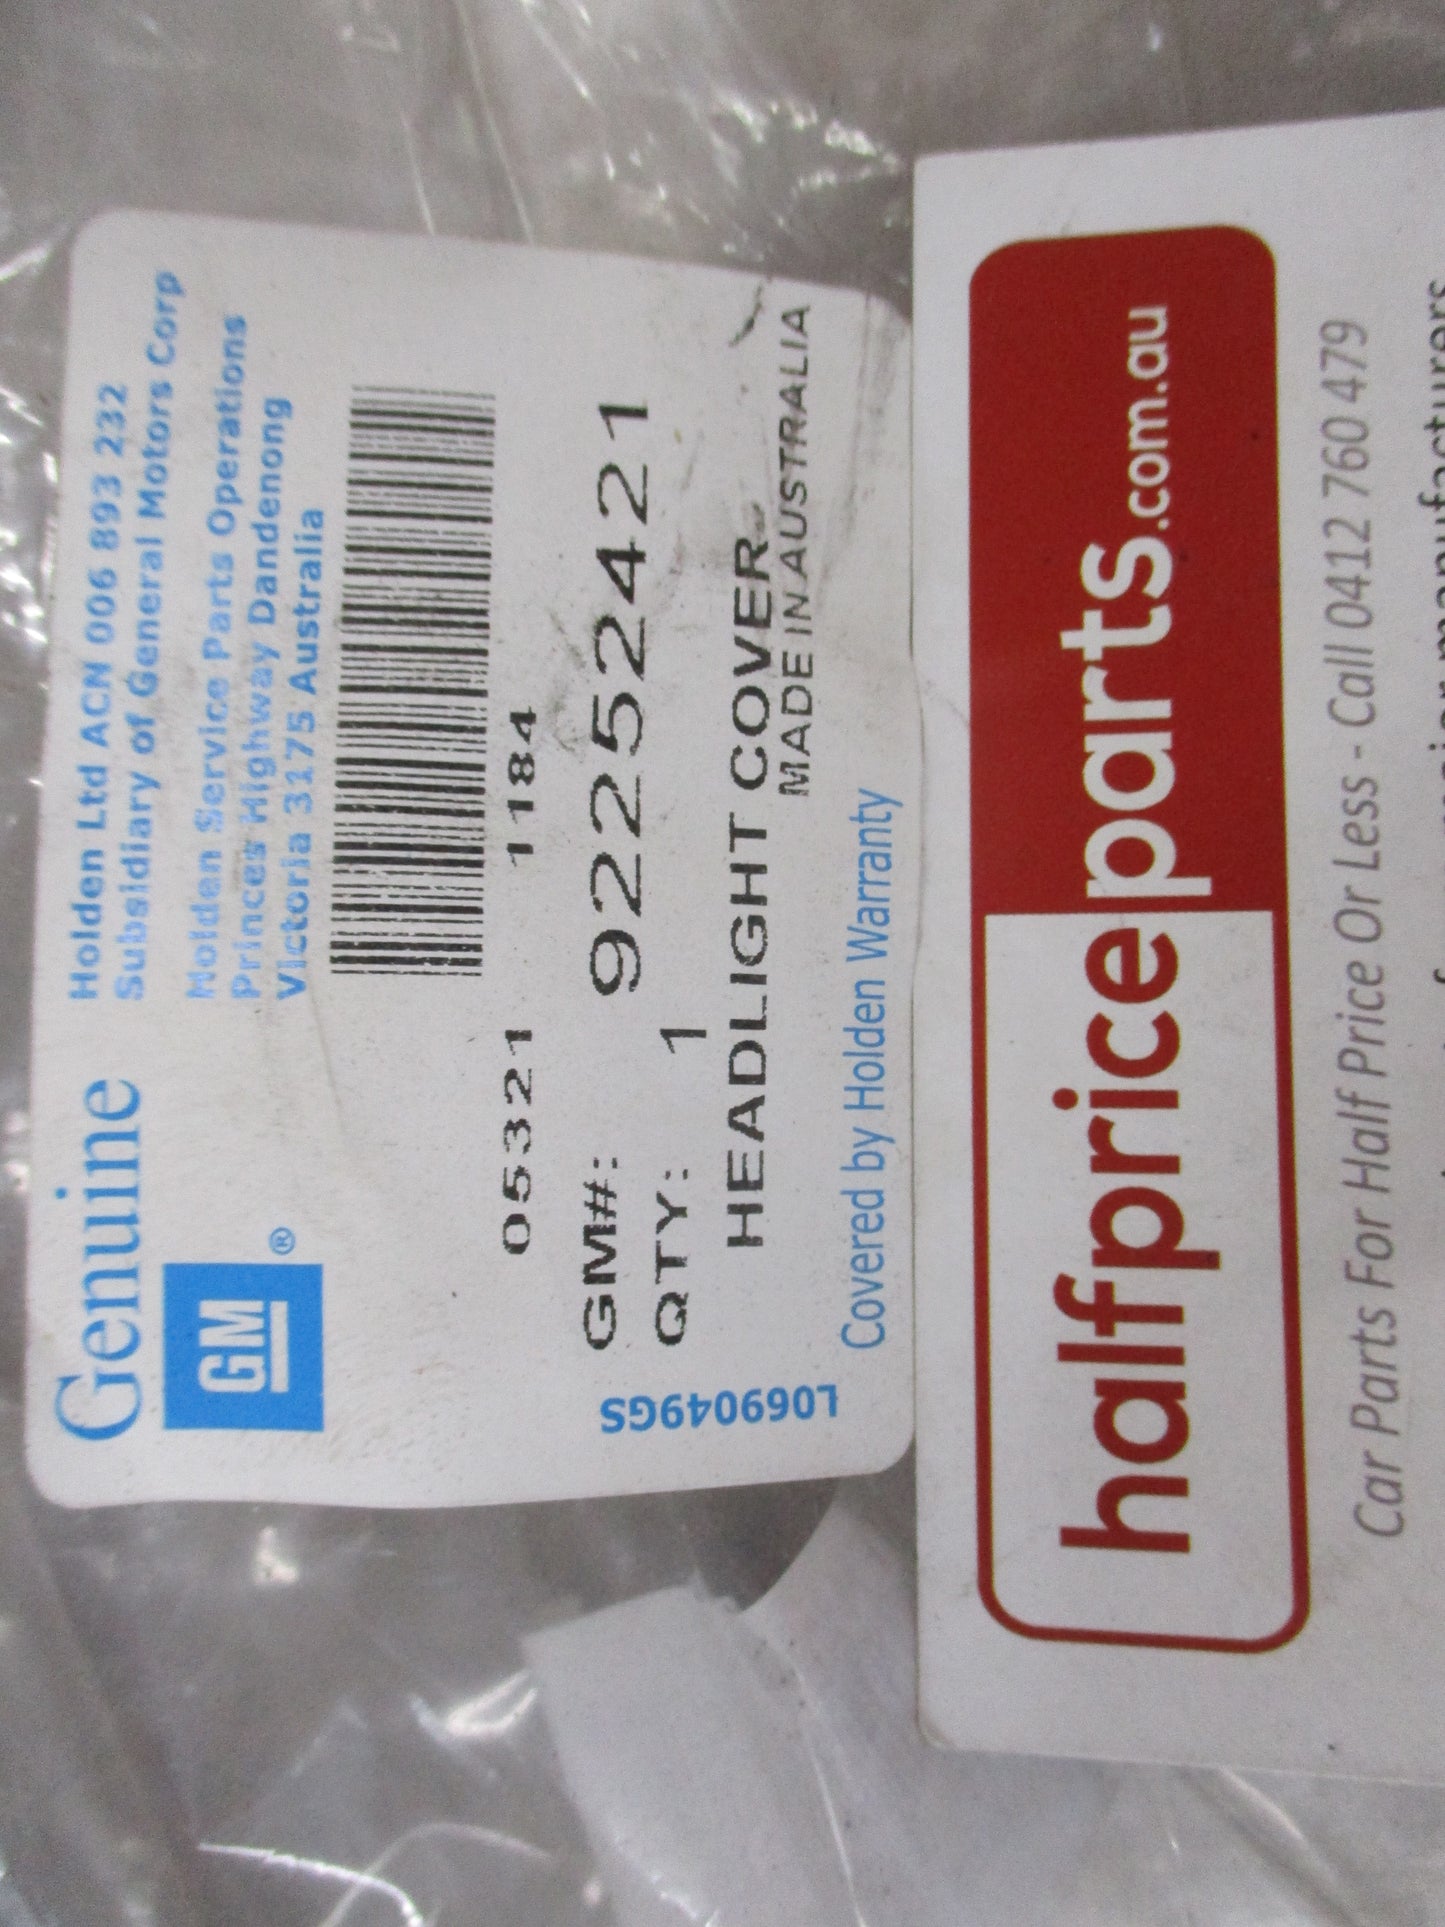 Genuine
GM ®
Holden Ltd ACN 006 893 232
Subsidiary of General Motors Corp
Holden Service Parts Operations
Princes Highway Dandenong
Victoria 3175 Australia
05321 1184
GM#: 92252421
QTY: 1
HEADLIGHT COVER
MADE IN AUSTRALIA
Covered by Holden Warranty
L069049GS
halfpriceparts.com.au
Car Parts For Half Price Or Less - Call 0412 760 479
manufacturers